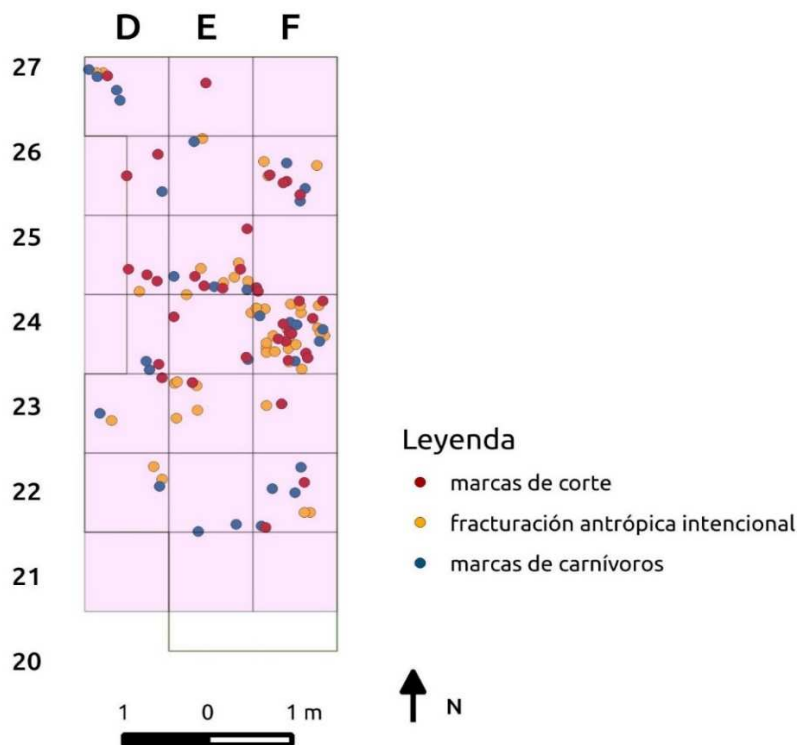 D E F
27
26
25
24
23
22
21
20
Leyenda
marcas de corte
fracturación antrópica intencional
marcas de carnívoros
1 0 1 m
N